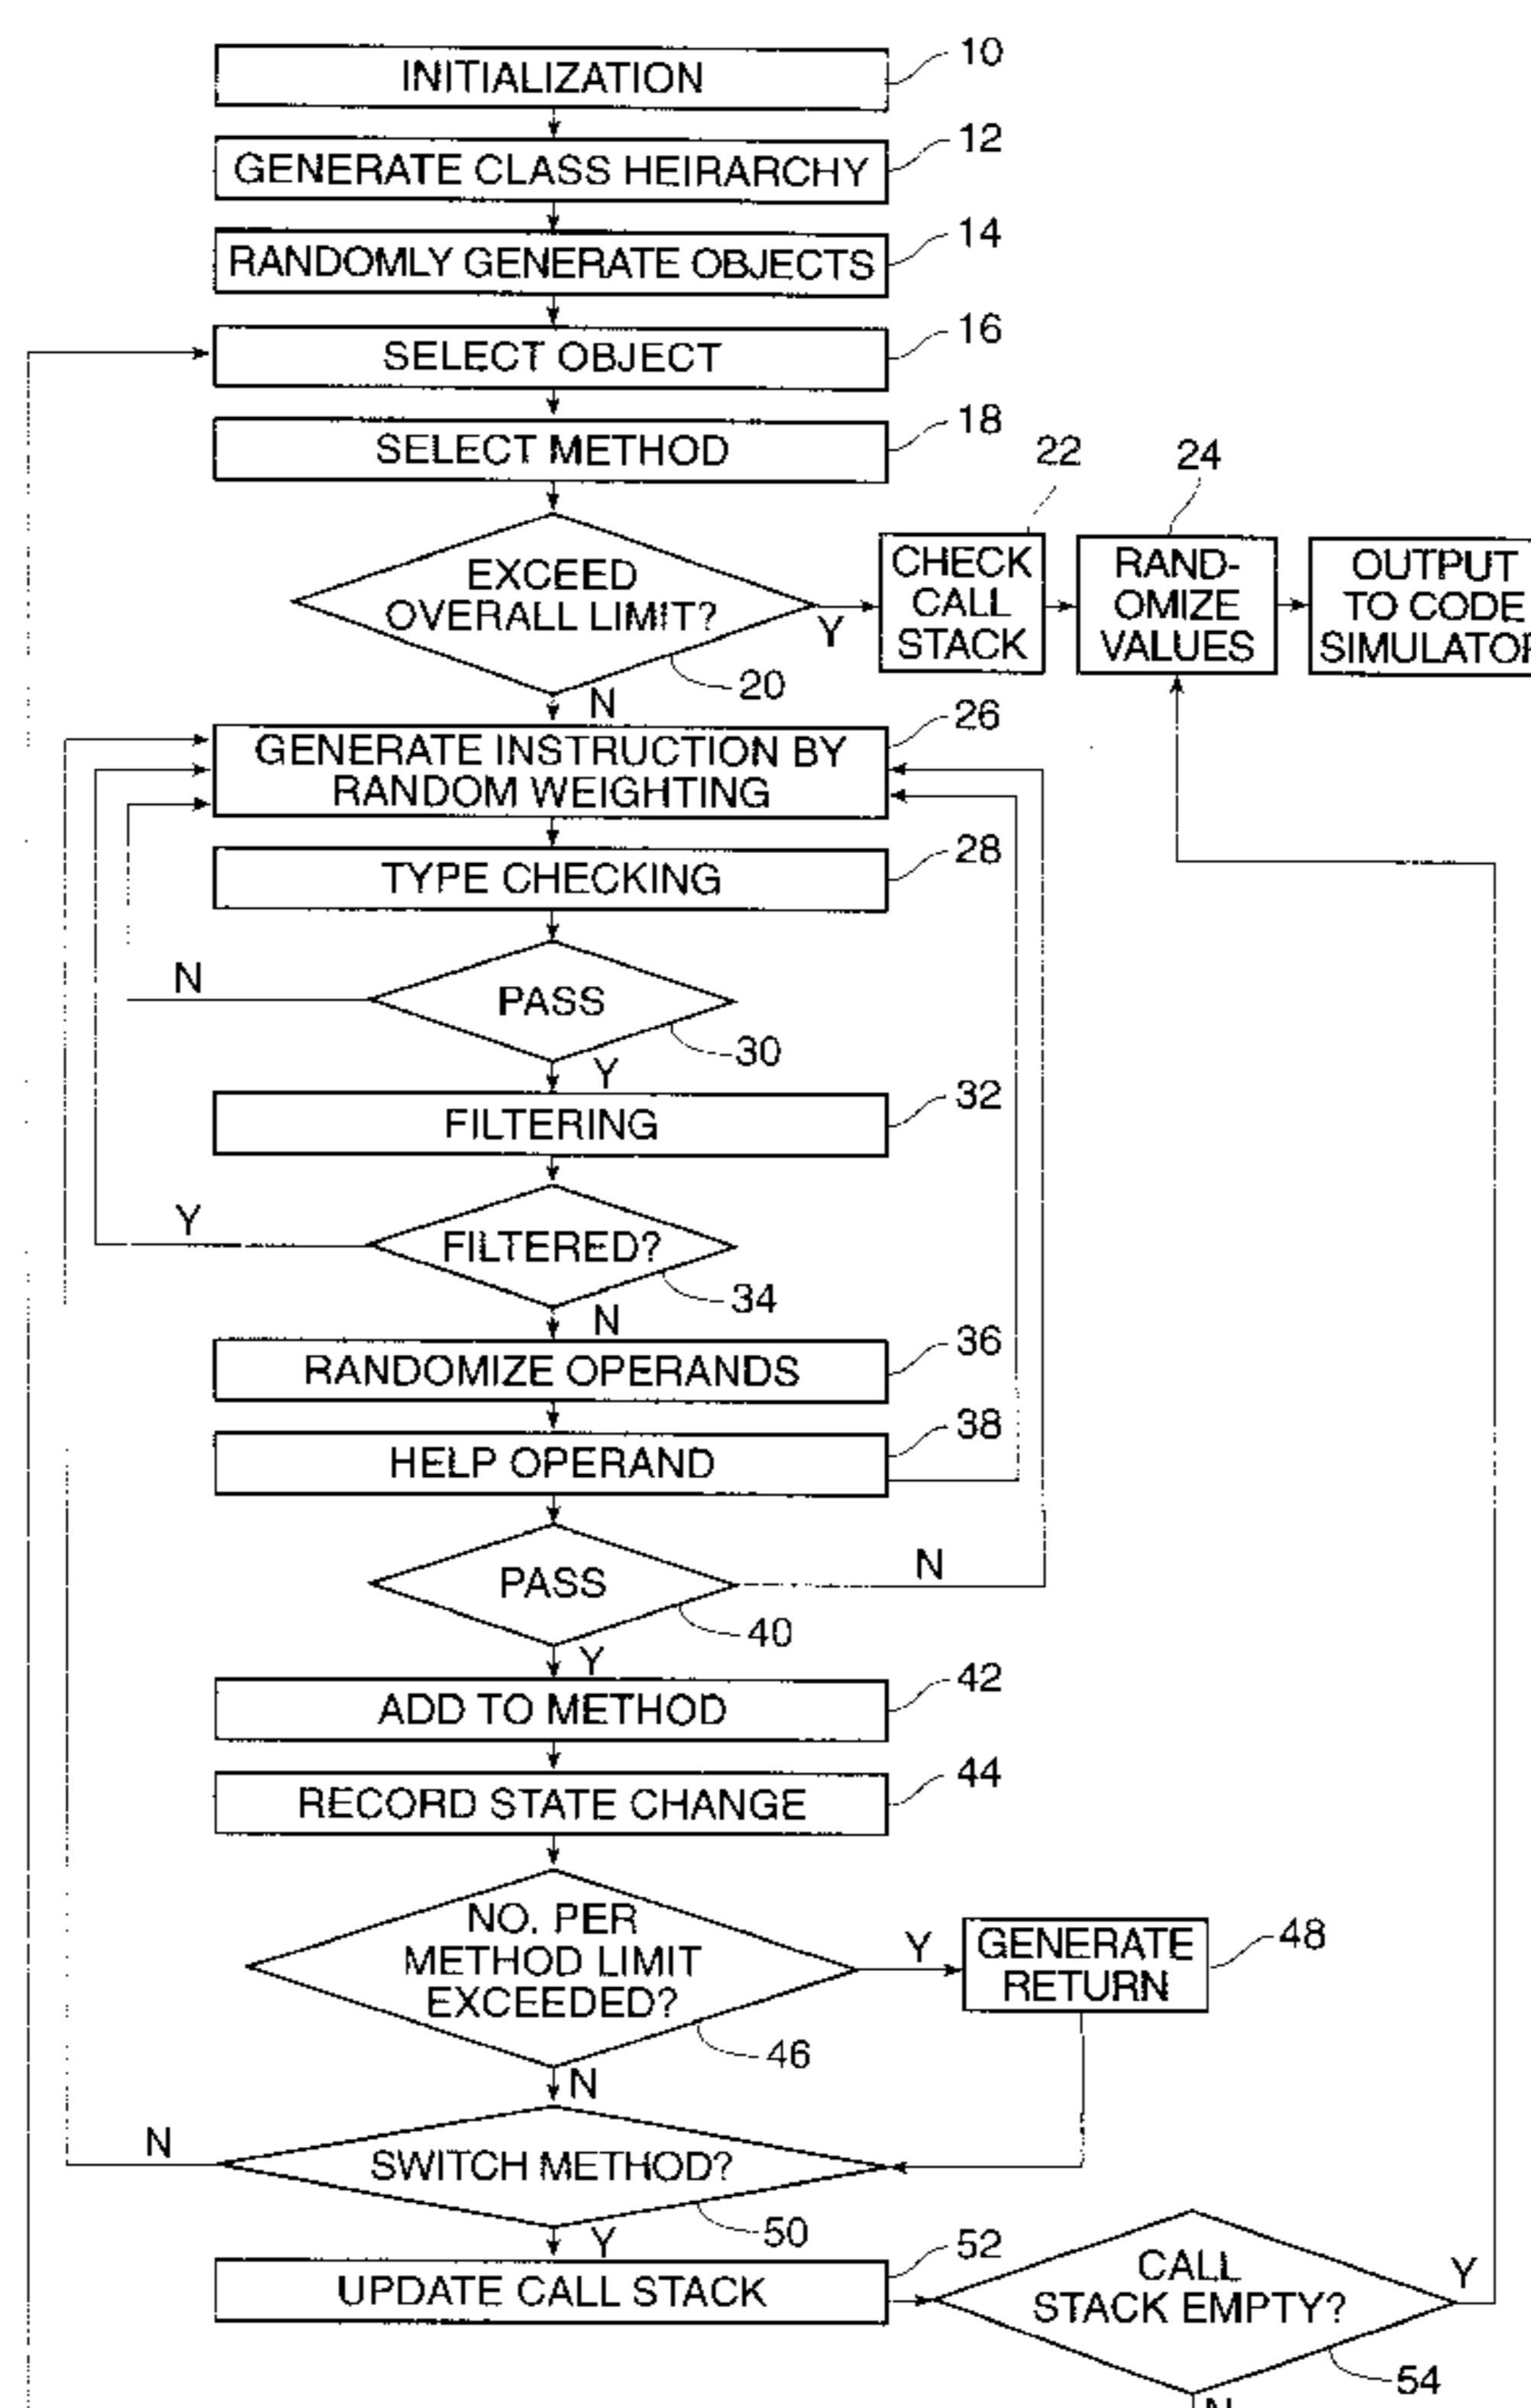 INITIALIZATION
10
GENERATE CLASS HEIRARCHY
12
RANDOMLY GENERATE OBJECTS
14
SELECT OBJECT
16
SELECT METHOD
18
EXCEED
OVERALL LIMIT?
20
Y
N
22
CHECK
CALL
STACK
24
RAND-
OMIZE
VALUES
OUTPUT
TO CODE
SIMULATOR
GENERATE INSTRUCTION BY
RANDOM WEIGHTING
26
TYPE CHECKING
28
PASS
30
N
Y
FILTERING
32
FILTERED?
34
Y
N
RANDOMIZE OPERANDS
36
HELP OPERAND
38
PASS
40
N
Y
ADD TO METHOD
42
RECORD STATE CHANGE
44
NO. PER
METHOD LIMIT
EXCEEDED?
46
Y
N
GENERATE
RETURN
48
SWITCH METHOD?
50
N
Y
UPDATE CALL STACK
52
CALL
STACK EMPTY?
54
Y
N